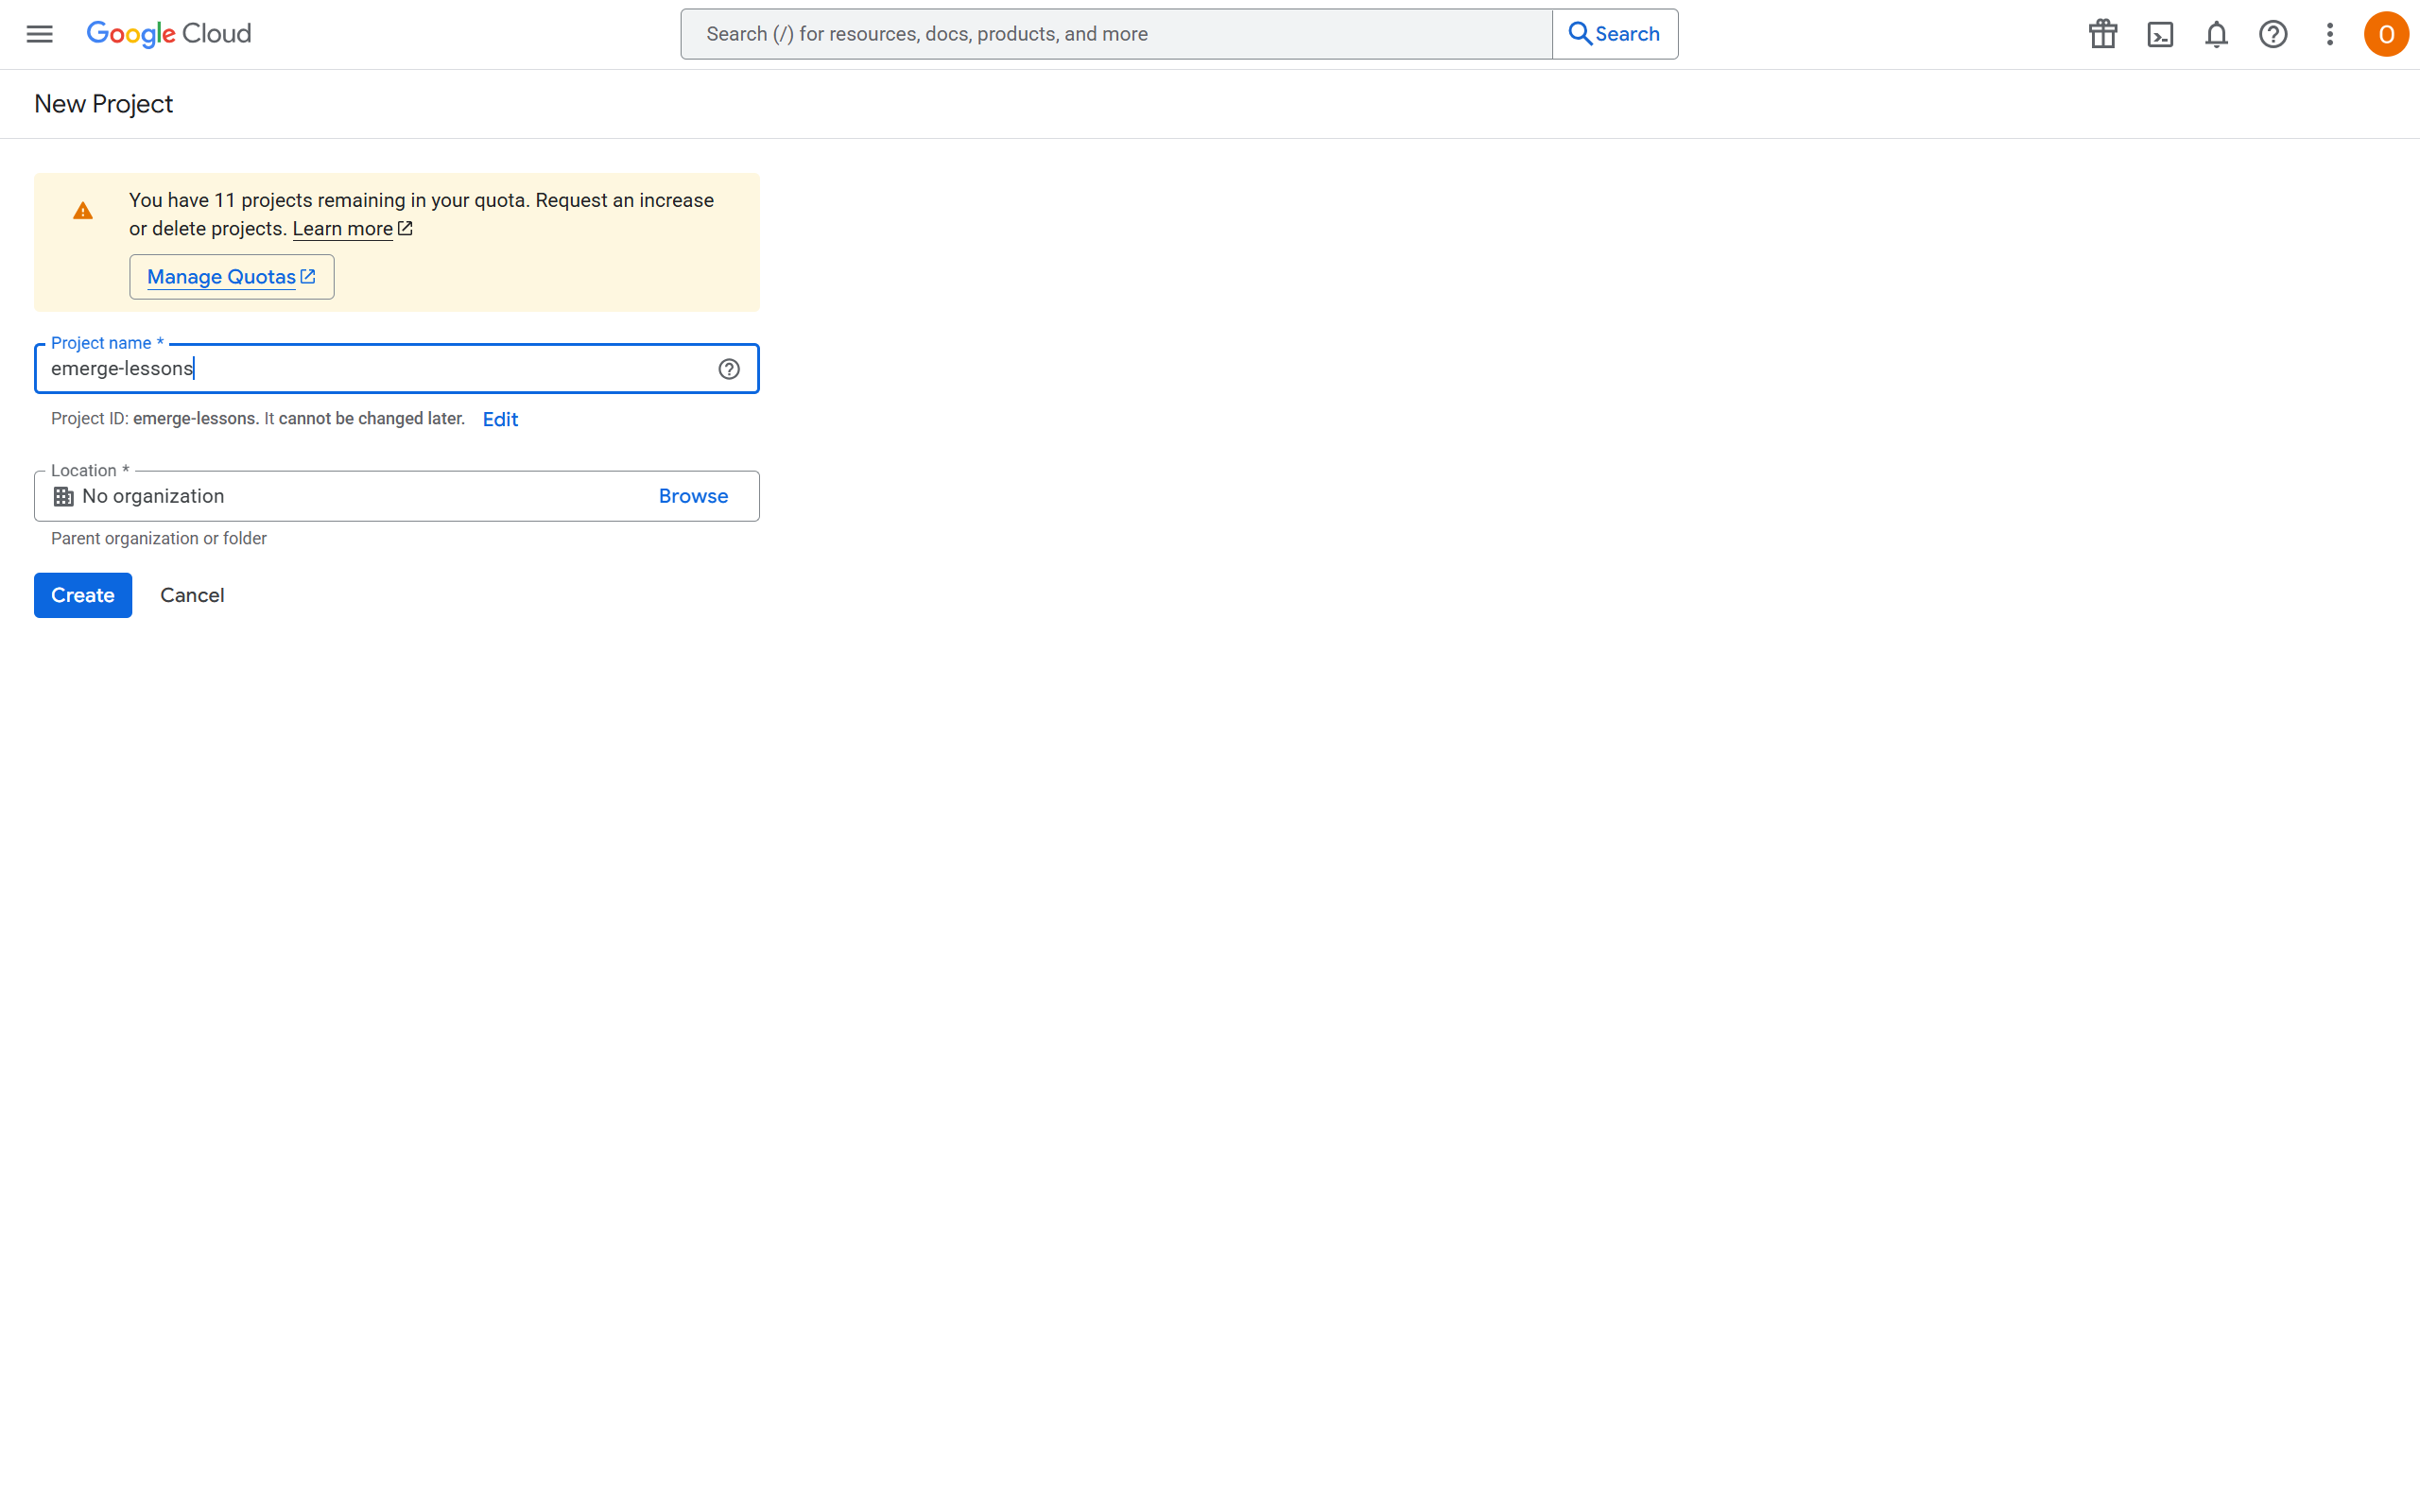 Google Cloud
Search (/) for resources, docs, products, and more
Search
O
New Project
You have 11 projects remaining in your quota. Request an increase
or delete projects. Learn more
Manage Quotas
Project name *
emerge-lessons
Project ID: emerge-lessons. It cannot be changed later. Edit
Location *
No organization
Browse
Parent organization or folder
Create
Cancel